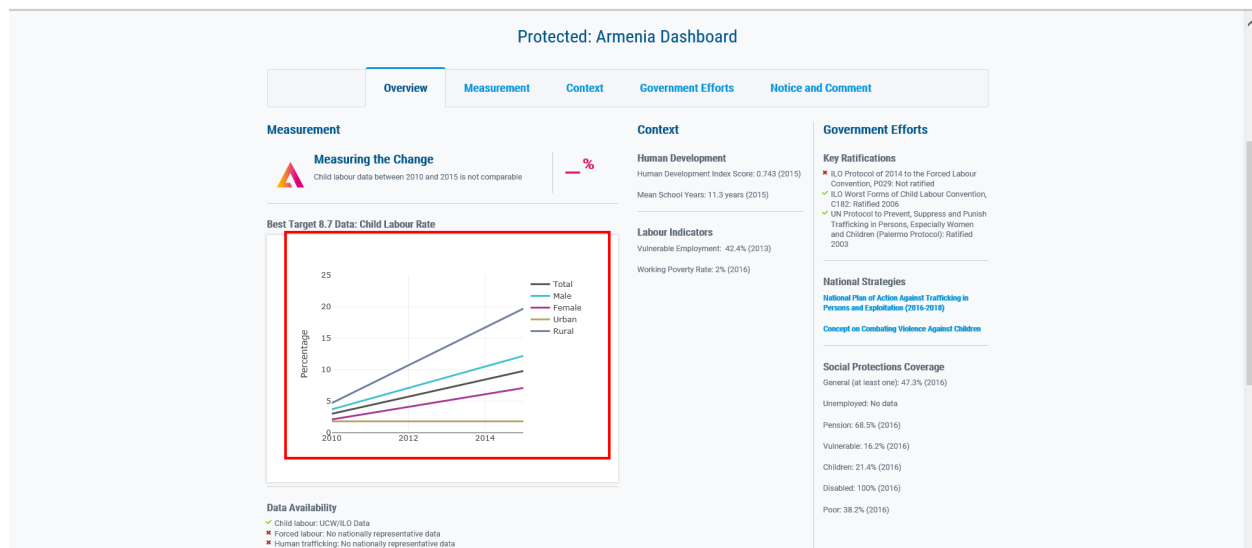 Protected: Armenia Dashboard
Overview
Measurement
Context
Government Efforts
Notice and Comment
Measurement
Measuring the Change
Child labour data between 2010 and
2015 is not comparable
—%
Best Target 8.7 Data: Child Labour Rate
25
20
15
10
5
0
Percentage
2010
2012
2014
Total
Male
Female
Urban
Rural
Data Availability
✓ Child labour: UCW/ILO Data
✖ Forced labour: No nationally representative data
✖ Human trafficking: No nationally representative data
Context
Human Development
Human Development Index Score: 0.743 (2015)
Mean School Years: 11.3 years (2015)
Labour Indicators
Vulnerable Employment: 42.4% (2013)
Working Poverty Rate: 2% (2016)
Government Efforts
Key Ratifications
✖ ILO Protocol of 2014 to the Forced Labour
Convention, P029: Not ratified
✓ ILO Worst Forms of Child Labour Convention,
C182: Ratified 2006
✓ UN Protocol to Prevent, Suppress and Punish
Trafficking in Persons, Especially Women
and Children (Palermo Protocol): Ratified
2003
National Strategies
National Plan of Action Against Trafficking in
Persons and Exploitation (2016-2018)
Concept on Combating Violence Against Children
Social Protections Coverage
General (at least one): 47.3% (2016)
Unemployed: No data
Pension: 68.5% (2016)
Vulnerable: 16.2% (2016)
Children: 21.4% (2016)
Disabled: 100% (2016)
Poor: 38.2% (2016)